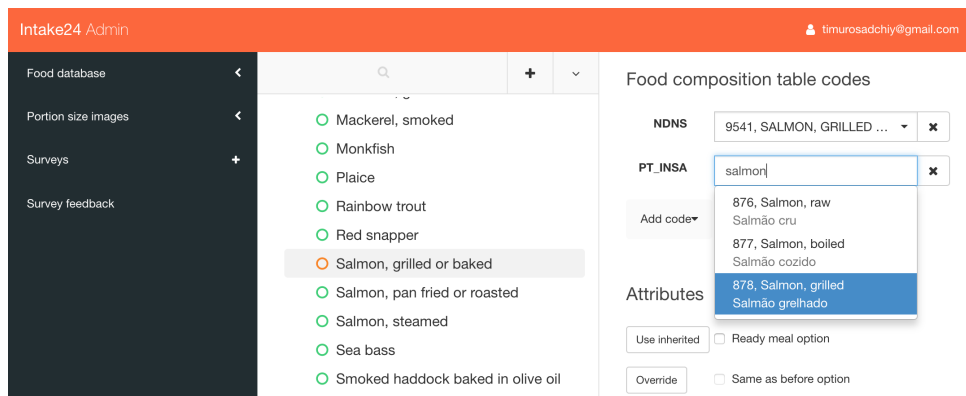 Intake24 Admin
timurosadchiy@gmail.com
Food database
Portion size images
Surveys
Survey feedback
Mackerel, smoked
Monkfish
Plaice
Rainbow trout
Red snapper
Salmon, grilled or baked
Salmon, pan fried or roasted
Salmon, steamed
Sea bass
Smoked haddock baked in olive oil
Food composition table codes
NDNS
9541, SALMON, GRILLED ...
PT_INSA
salmon
876, Salmon, raw
Salmão cru
877, Salmon, boiled
Salmão cozido
878, Salmon, grilled
Salmão grelhado
Add code
Attributes
Use inherited
Ready meal option
Override
Same as before option